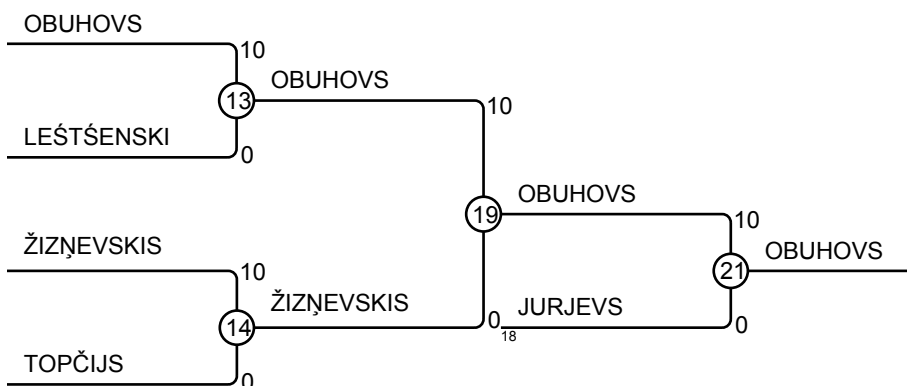 OBUHOVS
10
OBUHOVS
13
10
LEŚTŚENSKI
0
OBUHOVS
19
10
ŽIZŅEVSKIS
10
OBUHOVS
21
ŽIZŅEVSKIS
0
JURJEVS
0
18
14
TOPČIJS
0